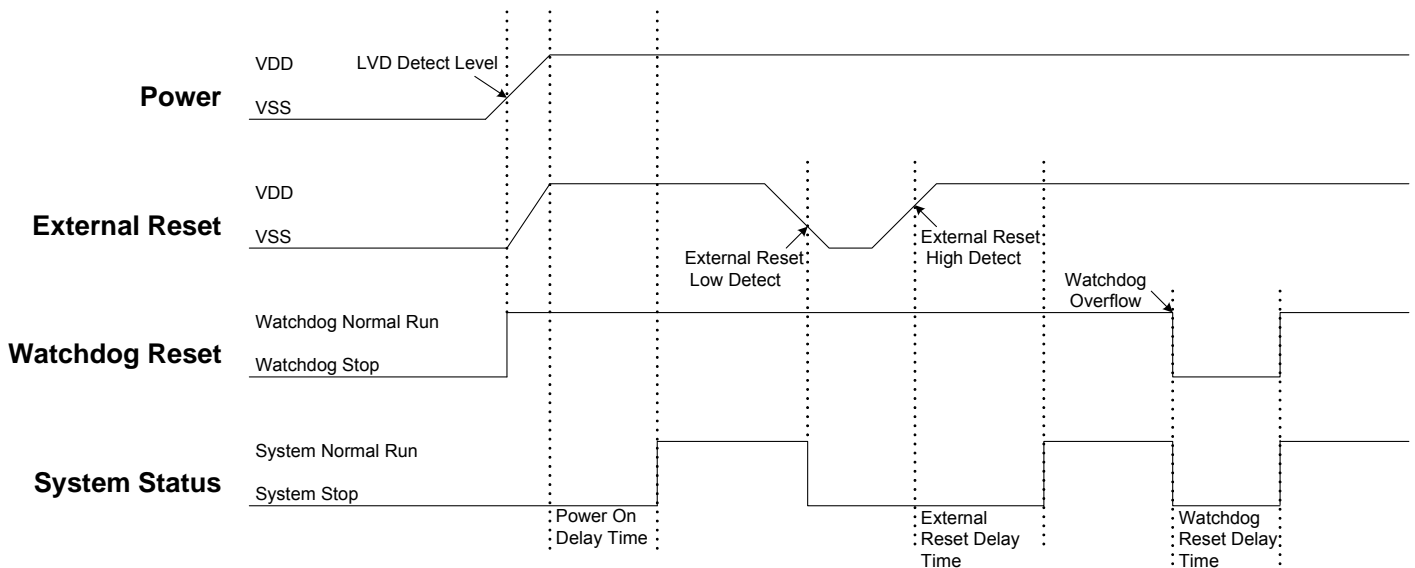 VDD
LVD Detect Level
Power
VSS
VDD
External Reset
VSS
External Reset
Low Detect
External Reset
High Detect
Watchdog
Overflow
Watchdog Normal Run
Watchdog Reset
Watchdog Stop
System Normal Run
System Status
System Stop
Power On
Delay Time
External
Reset Delay
Time
Watchdog
Reset Delay
Time